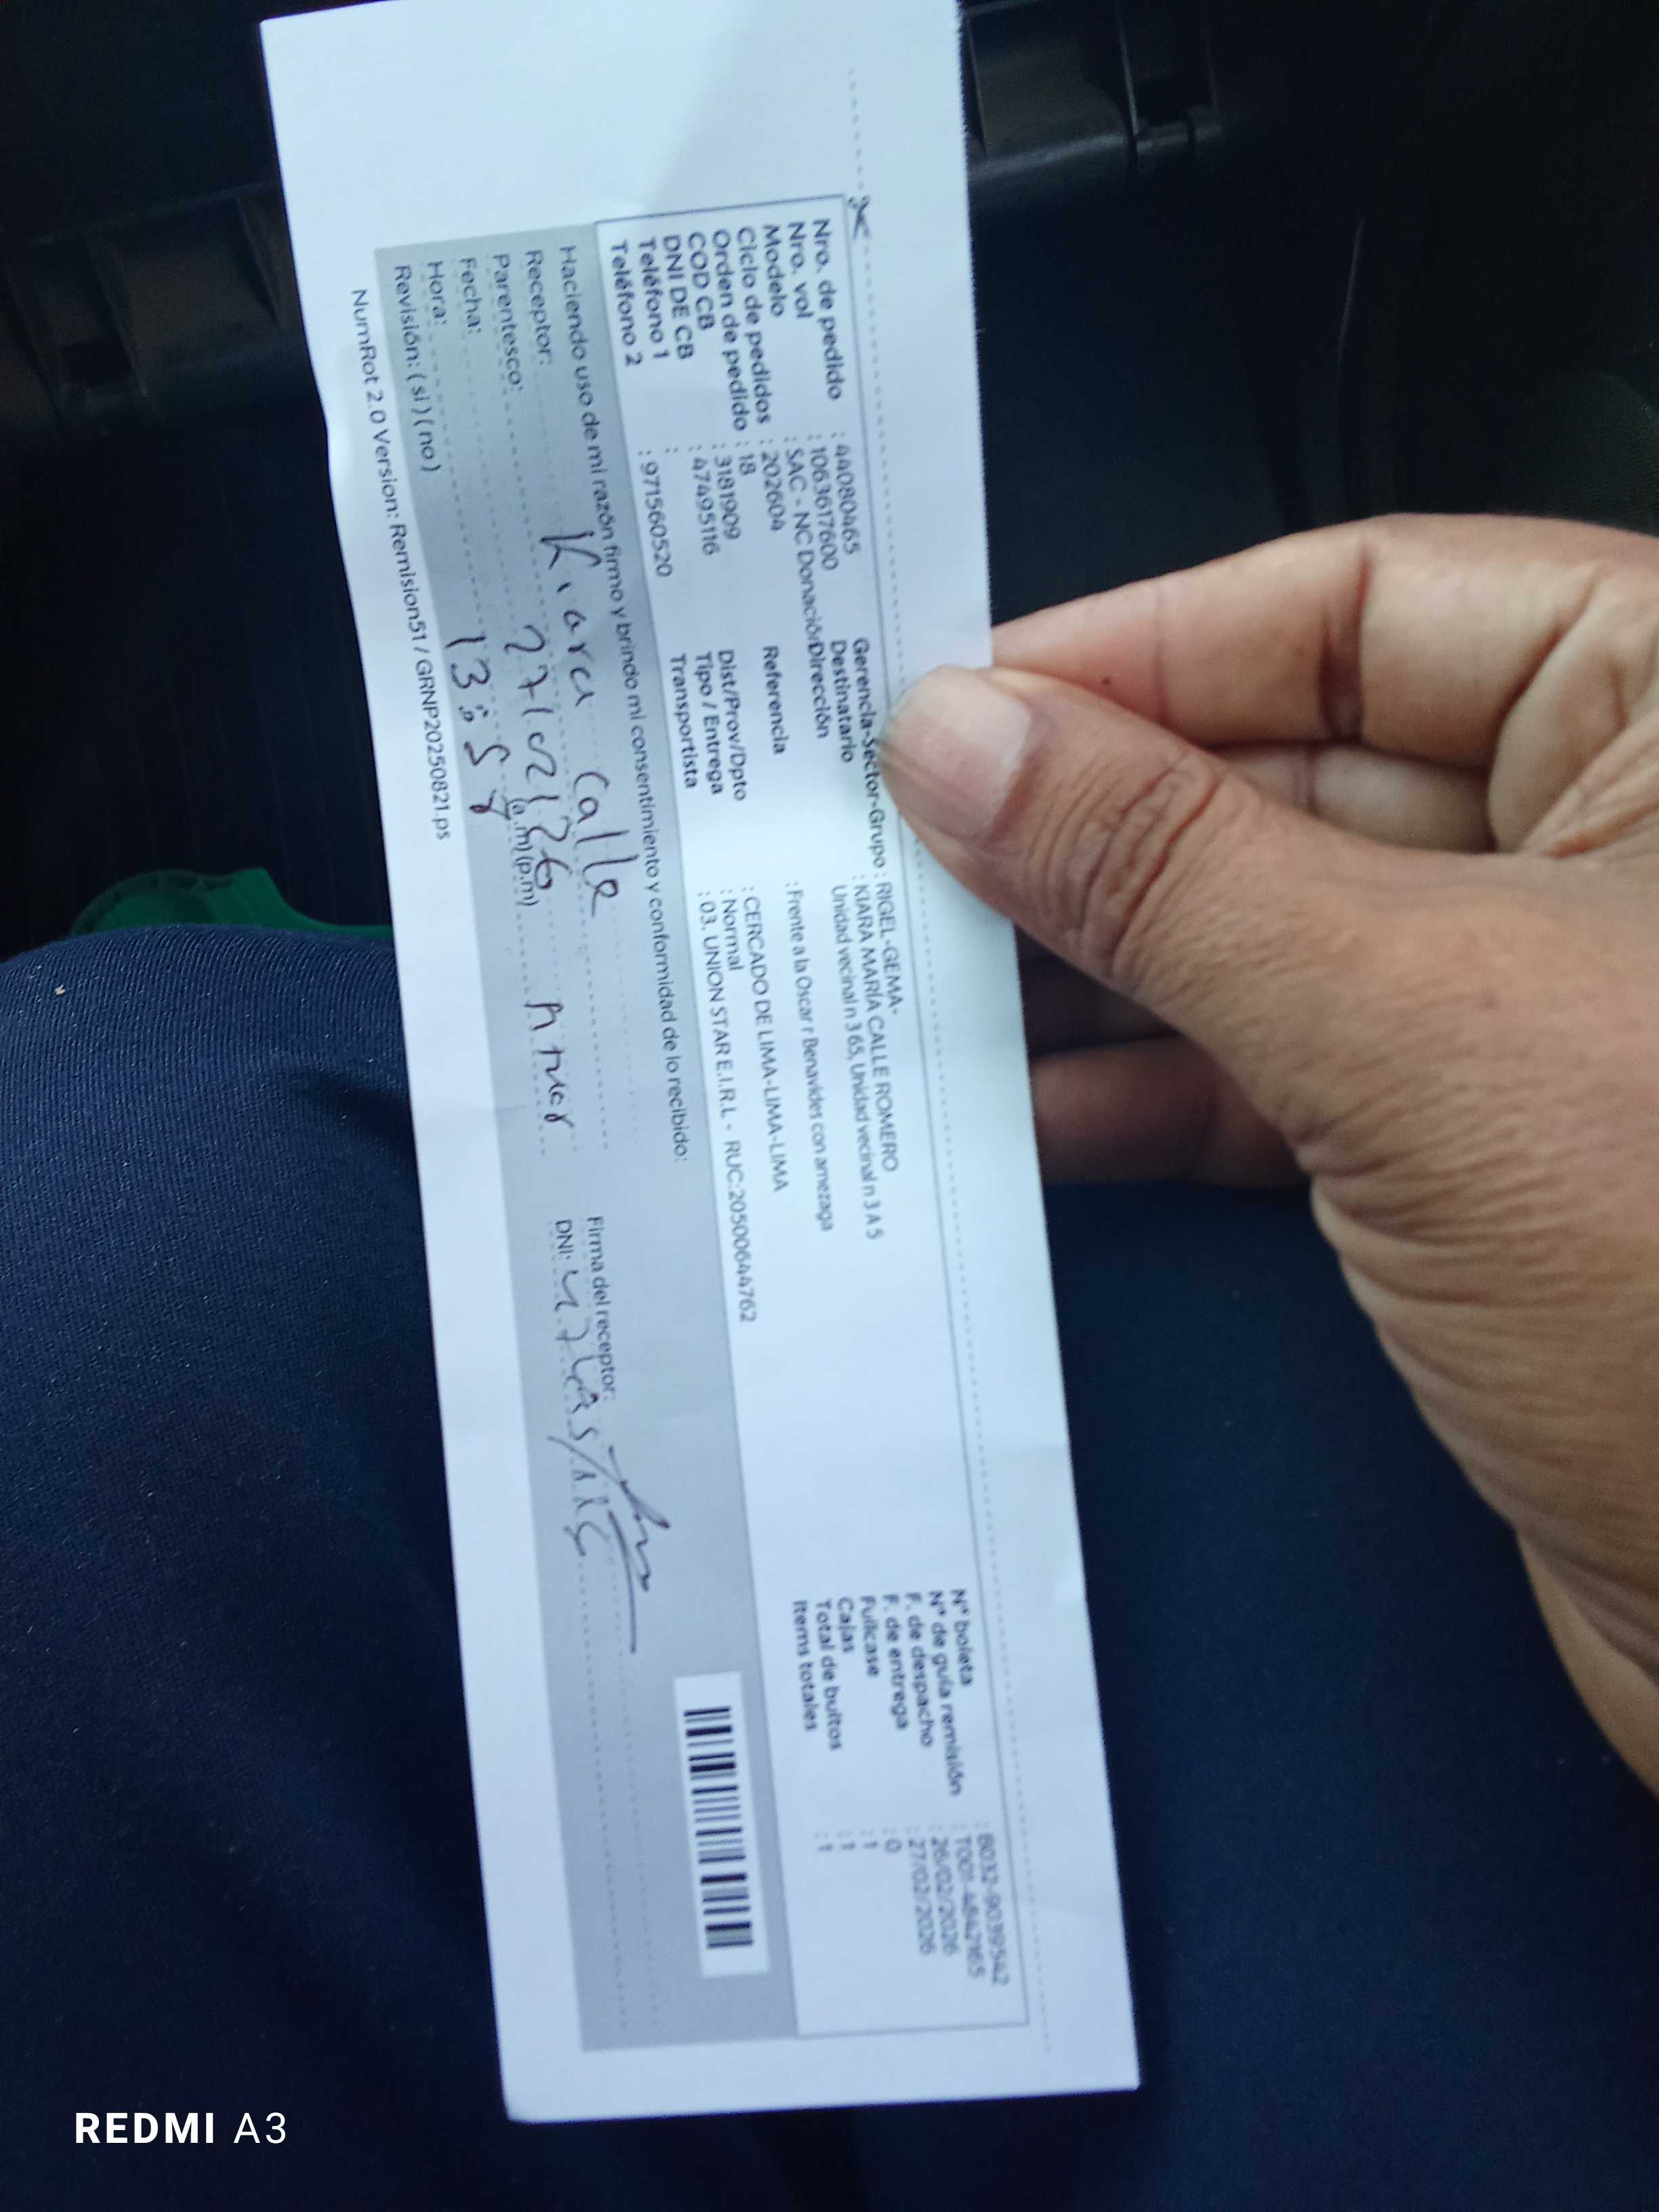 Nro. de pedido : 44080465
Nro. vol : 1063617600
Modelo : SAC - NC Donación
Ciclo de pedidos : 202604
Orden de pedido : 18
COD CB : 3181909
DNI DE CB : 47495116
Teléfono 1 :
Teléfono 2 : 971560520
Gerencia-Sector-Grupo : RIGEL-GEMA-
Destinatario : KIARA MARÍA CALLE ROMERO
Dirección Unidad vecinal n 3 65, Unidad vecinal n 3 A 5
Referencia : Frente a la Oscar r Benavides con amezaga
Dist/Prov/Dpto : CERCADO DE LIMA-LIMA-LIMA
Tipo / Entrega : Normal
Transportista : 03. UNION STAR E.I.R.L - RUC:20500644762
N° boleta : B032-90319542
N° de guía remisión : T001-4842965
F. de despacho : 26/02/2026
F. de entrega : 27/02/2026
Fullcase : 0
Cajas : 1
Total de bultos : 1
Items totales : 1
Haciendo uso de mi razón firmo y brindo mi consentimiento y conformidad de lo recibido:
Receptor: Kiara Calle
Parentesco:
Fecha: 27/02/26
Hora: 13:57 (a.m) (p.m)
Revisión: ( si ) ( no )
Firma del receptor:
DNI: 47495116
NumRot 2.0 Version: Remision51 / GRNP20250821.ps
REDMI A3